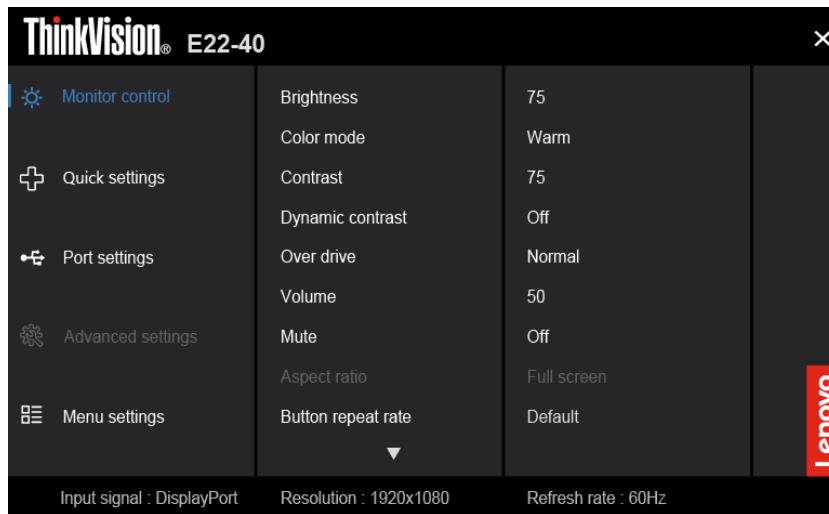 ThinkVision® E22-40
Monitor control
Quick settings
Port settings
Advanced settings
Menu settings
Brightness 75
Color mode Warm
Contrast 75
Dynamic contrast Off
Over drive Normal
Volume 50
Mute Off
Aspect ratio Full screen
Button repeat rate Default
Lenovo
Input signal : DisplayPort Resolution : 1920x1080 Refresh rate : 60Hz